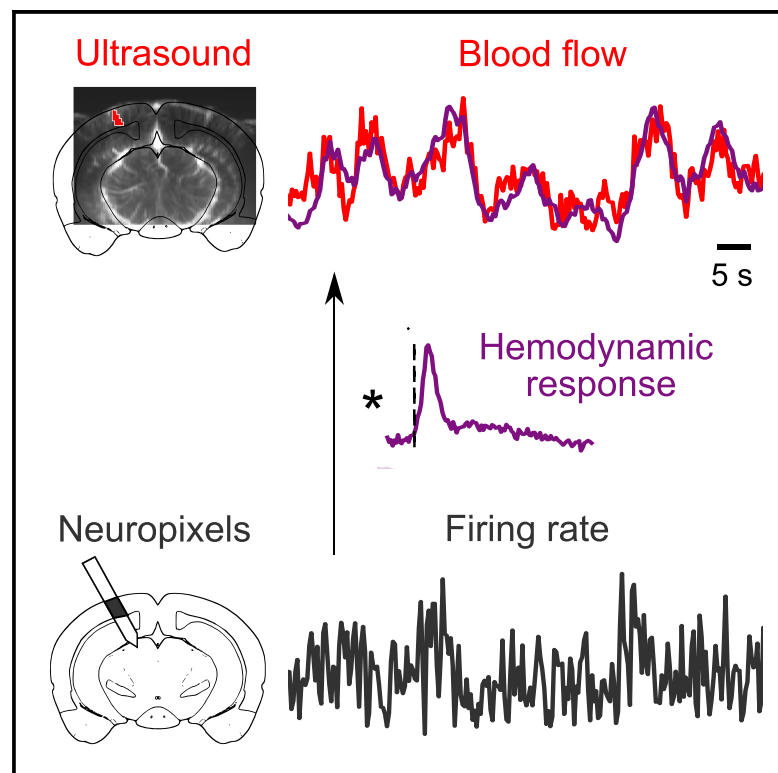 Ultrasound
Blood flow
5 s
Hemodynamic
response
*
Neuropixels
Firing rate